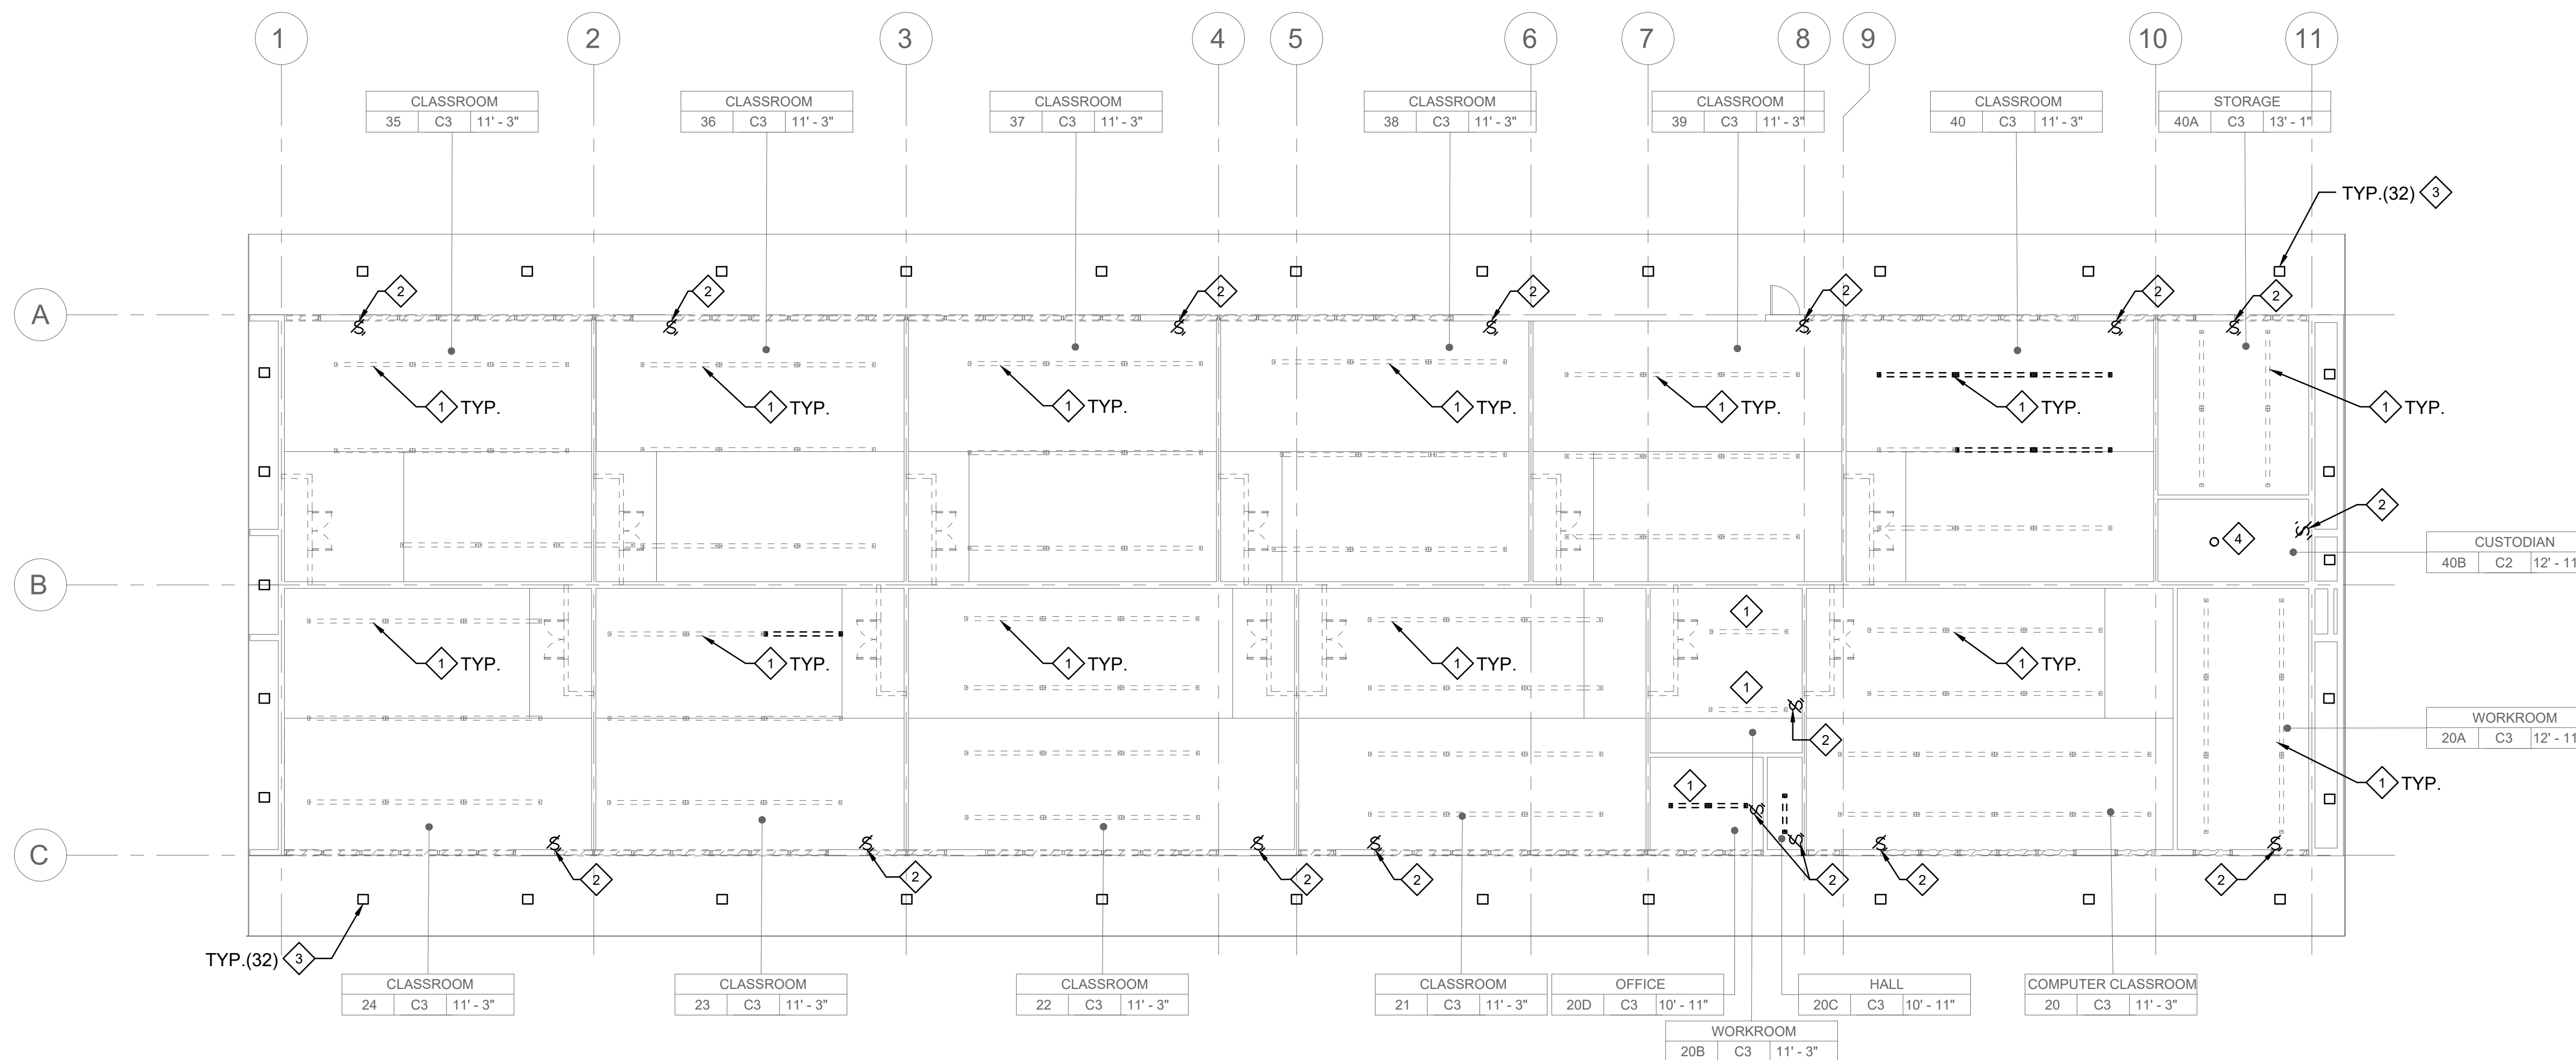 1 2 3 4 5 6 7 8 9 10 11
CLASSROOM CLASSROOM CLASSROOM CLASSROOM CLASSROOM CLASSROOM STORAGE
35 C3 11' - 3" 36 C3 11' - 3" 37 C3 11' - 3" 38 C3 11' - 3" 39 C3 11' - 3" 40 C3 11' - 3" 40A C3 13' - 1"
TYP.(32) 3
2 2 2 2 2 2 2
A $ $ $ $ $ $ $
1 TYP. 1 TYP. 1 TYP. 1 TYP. 1 TYP. 1 TYP. 1 TYP.
$ 2
4
CUSTODIAN
40B C2 12' - 11
B
1
1 TYP. 1 TYP. 1 TYP. 1 TYP. 1 TYP.
1
$
WORKROOM
20A C3 12' - 11
2
1 1 TYP.
$
C $ $ $ $ $ $ $
2 2 2 2 2 2 2
TYP.(32) 3
CLASSROOM CLASSROOM CLASSROOM CLASSROOM OFFICE HALL COMPUTER CLASSROOM
24 C3 11' - 3" 23 C3 11' - 3" 22 C3 11' - 3" 21 C3 11' - 3" 20D C3 10' - 11" 20C C3 10' - 11" 20 C3 11' - 3"
WORKROOM
20B C3 11' - 3"